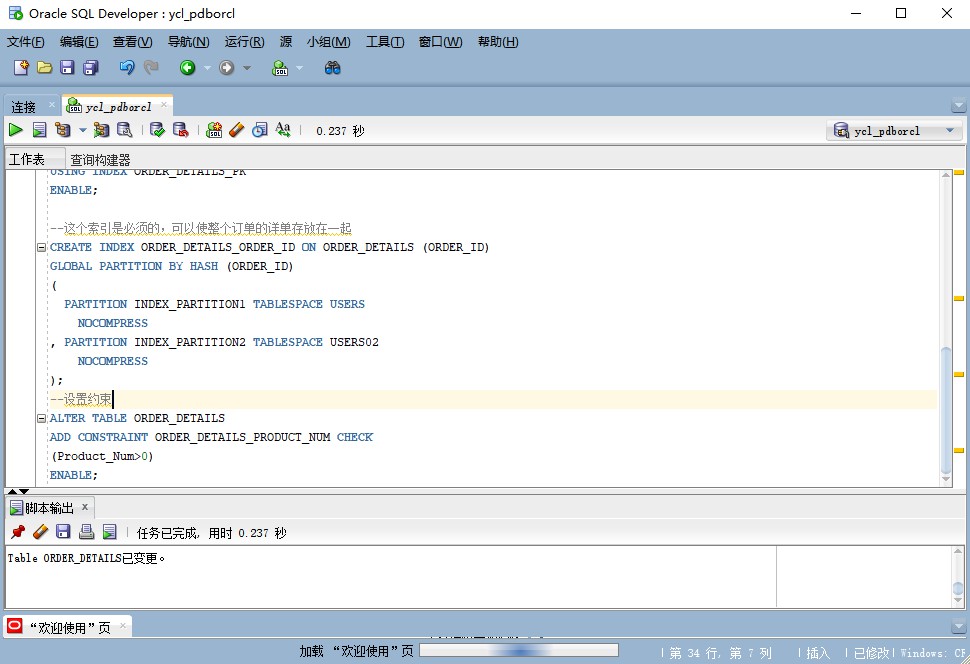 Oracle SQL Developer : ycl_pdborcl
文件(F) 编辑(E) 查看(V) 导航(N) 运行(R) 源 小组(M) 工具(T) 窗口(W) 帮助(H)
连接 ycl_pdborcl
0.237 秒 ycl_pdborcl
工作表 查询构建器
USING INDEX ORDER_DETAILS_PK
ENABLE;
--这个索引是必须的，可以使整个订单的详单存放在一起
CREATE INDEX ORDER_DETAILS_ORDER_ID ON ORDER_DETAILS (ORDER_ID)
GLOBAL PARTITION BY HASH (ORDER_ID)
(
PARTITION INDEX_PARTITION1 TABLESPACE USERS
NOCOMPRESS
, PARTITION INDEX_PARTITION2 TABLESPACE USERS02
NOCOMPRESS
);
--设置约束
ALTER TABLE ORDER_DETAILS
ADD CONSTRAINT ORDER_DETAILS_PRODUCT_NUM CHECK
(Product_Num>0)
ENABLE;
脚本输出 x
任务已完成, 用时 0.237 秒
Table ORDER_DETAILS已变更。
“欢迎使用”页
加载 “欢迎使用”页 第 34 行, 第 7 列 插入 已修改 Windows: CF